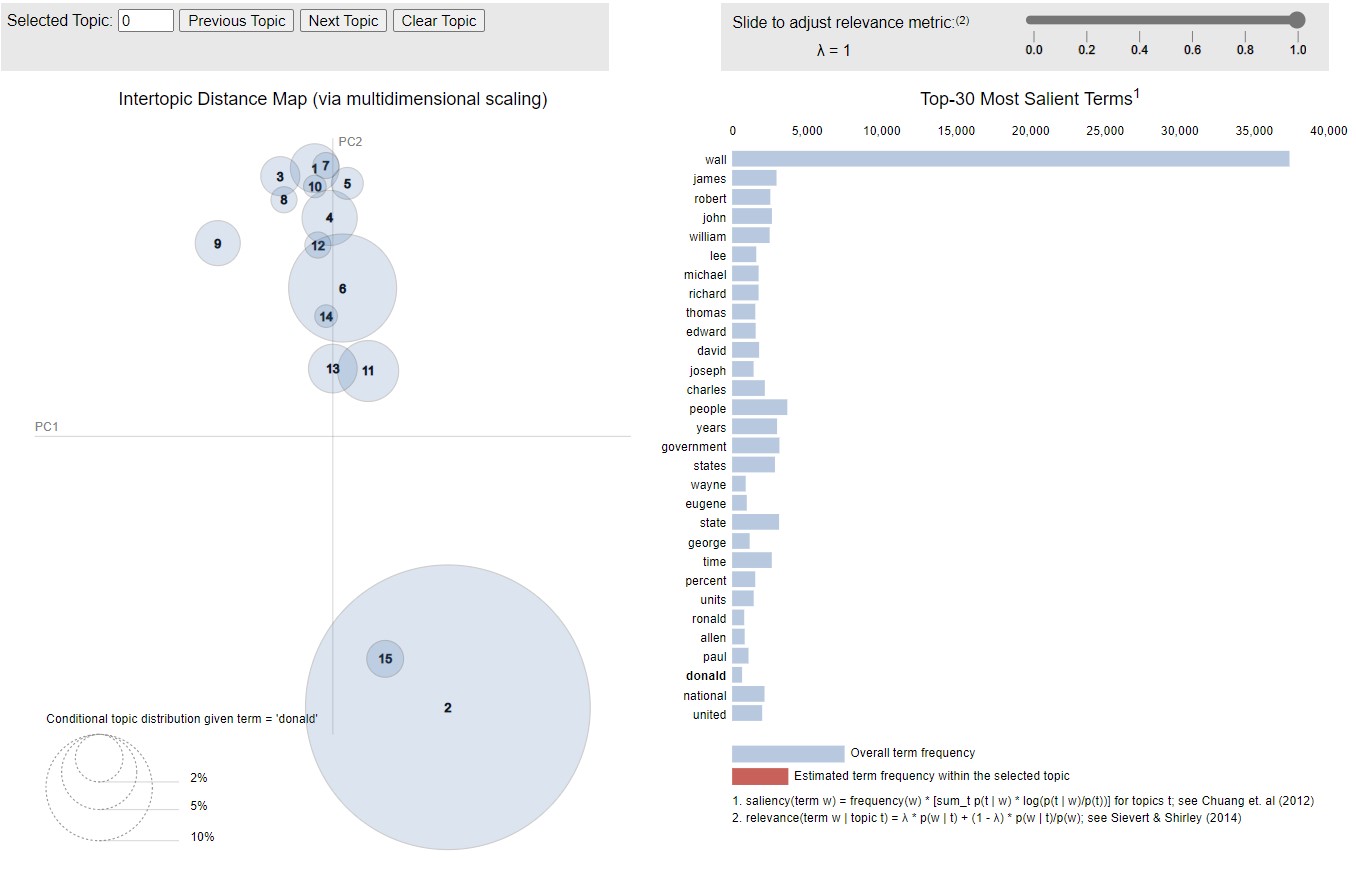 Selected Topic: 0 Previous Topic Next Topic Clear Topic
Slide to adjust relevance metric:(2)
λ = 1
0.0 0.2 0.4 0.6 0.8 1.0
Intertopic Distance Map (via multidimensional scaling)
PC2
1
7
3
10
5
8
4
9
12
6
14
13
11
PC1
15
2
Conditional topic distribution given term = 'donald'
2%
5%
10%
Top-30 Most Salient Terms1
0 5,000 10,000 15,000 20,000 25,000 30,000 35,000 40,000
wall
james
robert
john
william
lee
michael
richard
thomas
edward
david
joseph
charles
people
years
government
states
wayne
eugene
state
george
time
percent
units
ronald
allen
paul
donald
national
united
Overall term frequency
Estimated term frequency within the selected topic
1. saliency(term w) = frequency(w) * [sum_t p(t | w) * log(p(t | w)/p(t))] for topics t; see Chuang et. al (2012)
2. relevance(term w | topic t) = λ * p(w | t) + (1 - λ) * p(w | t)/p(w); see Sievert & Shirley (2014)